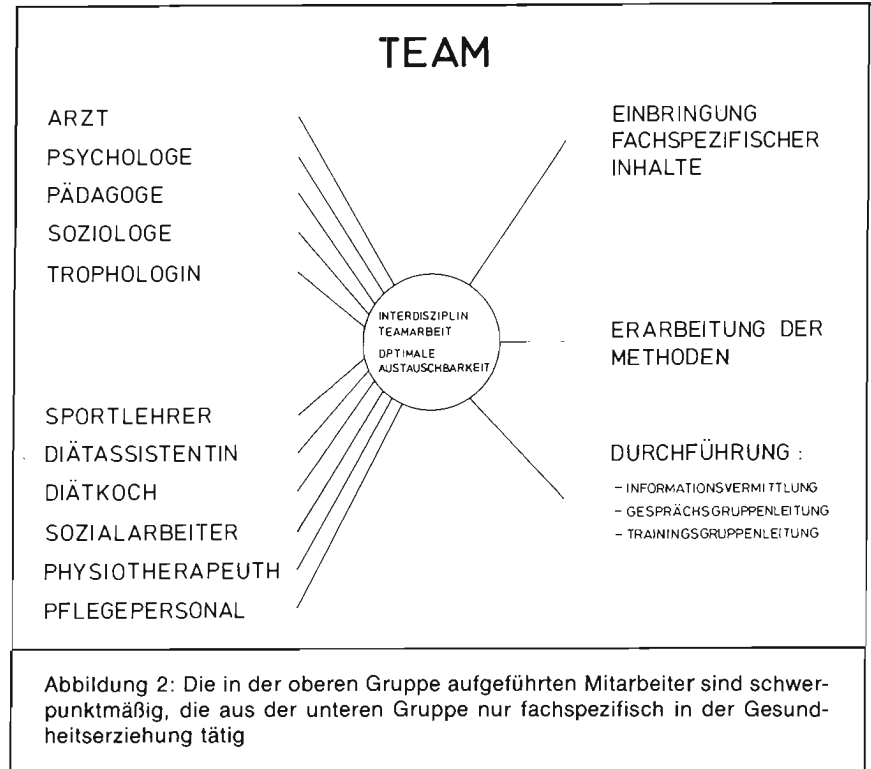 TEAM
ARZT
PSYCHOLOGE
PÄDAGOGE
SOZIOLOGE
TROPHOLOGIN
SPORTLEHRER
DIÄTASSISTENTIN
DIÄTKOCH
SOZIALARBEITER
PHYSIOTHERAPEUTH
PFLEGEPERSONAL
INTERDISZIPLIN
TEAMARBEIT
OPTIMALE
AUSTAUSCHBARKEIT
EINBRINGUNG
FACHSPEZIFISCHER
INHALTE
ERARBEITUNG DER
METHODEN
DURCHFÜHRUNG :
- INFORMATIONSVERMITTLUNG
- GESPRÄCHSGRUPPENLEITUNG
- TRAININGSGRUPPENLEITUNG
Abbildung 2: Die in der oberen Gruppe aufgeführten Mitarbeiter sind schwer-
punktmäßig, die aus der unteren Gruppe nur fachspezifisch in der Gesund-
heitserziehung tätig